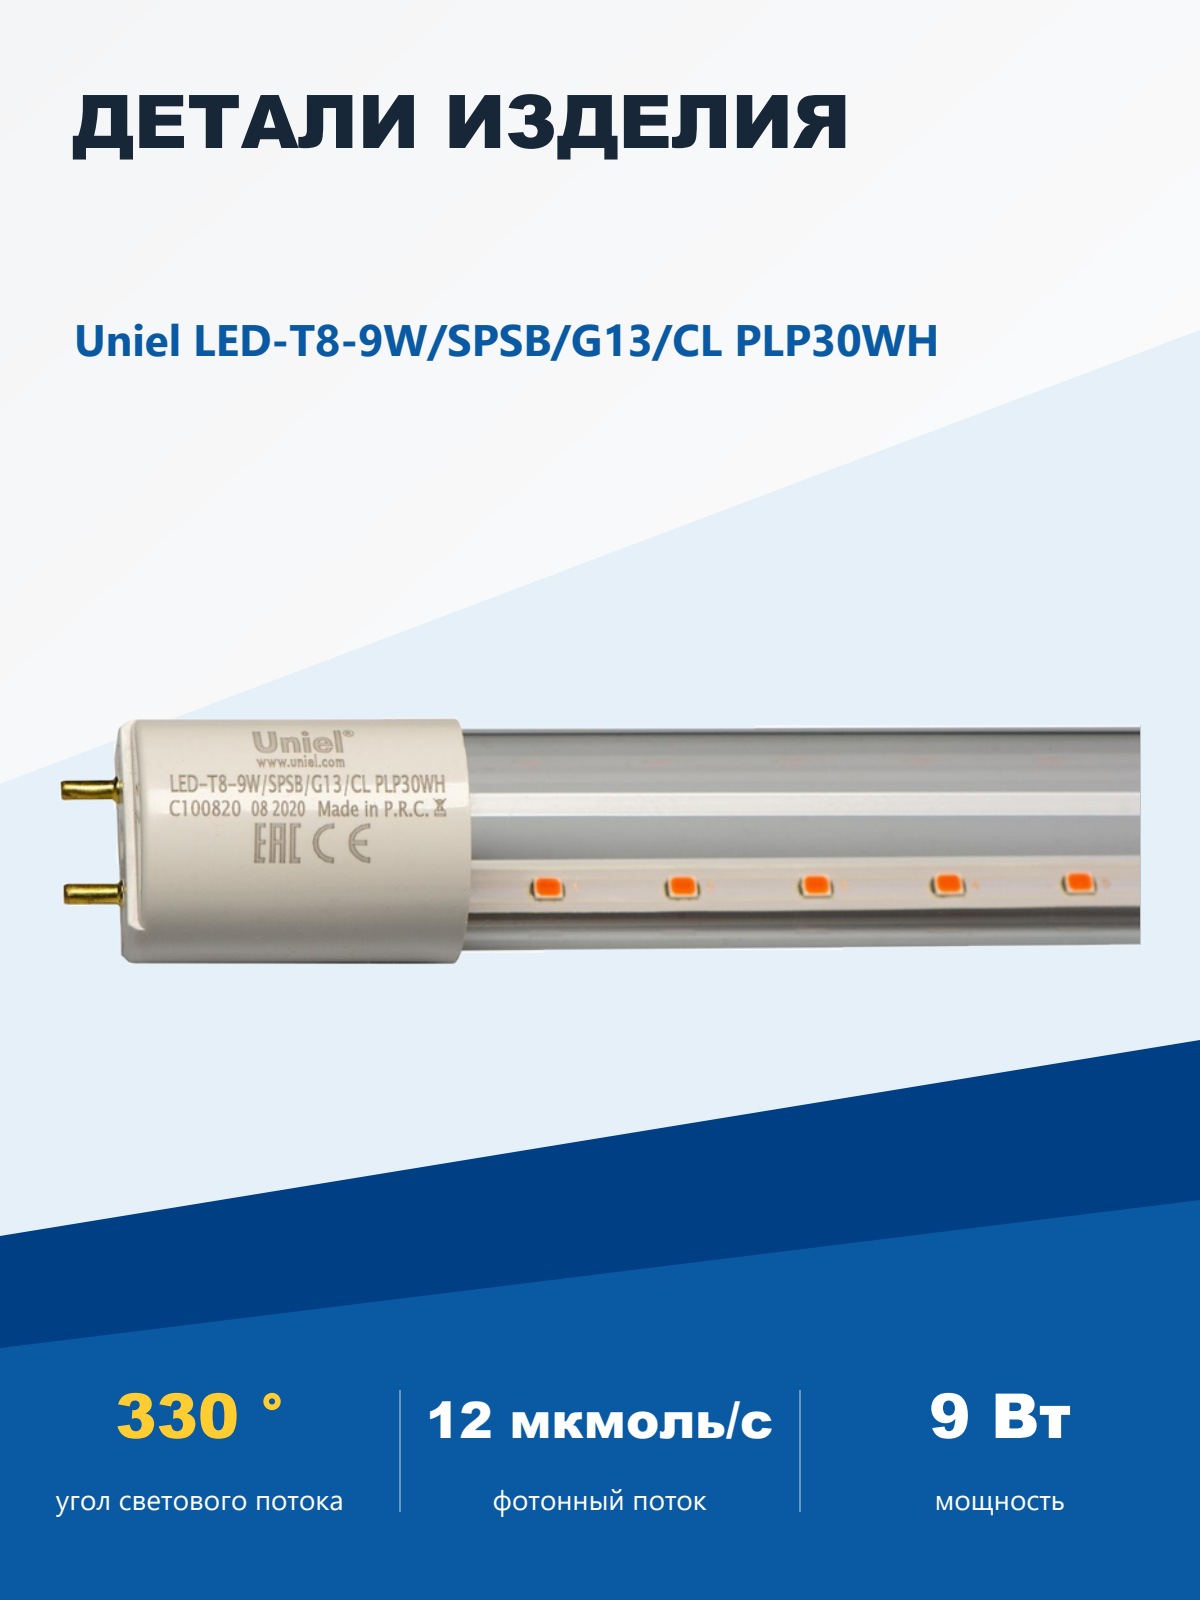 ДЕТАЛИ ИЗДЕЛИЯ
Uniel LED-T8-9W/SPSB/G13/CL PLP30WH
Uniel®
www.uniel.com
LED-T8-9W/SPSB/G13/CL PLP30WH
C100820 08 2020 Made in P.R.C.
EAC CE
330 °
12 мкмоль/с
9 Вт
угол светового потока
фотонный поток
мощность